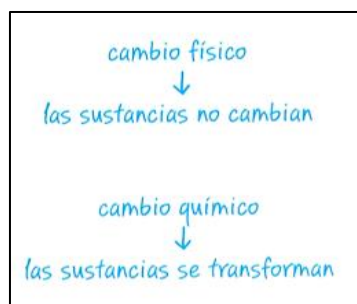 cambio físico
↓
las sustancias no cambian
cambio químico
↓
las sustancias se transforman